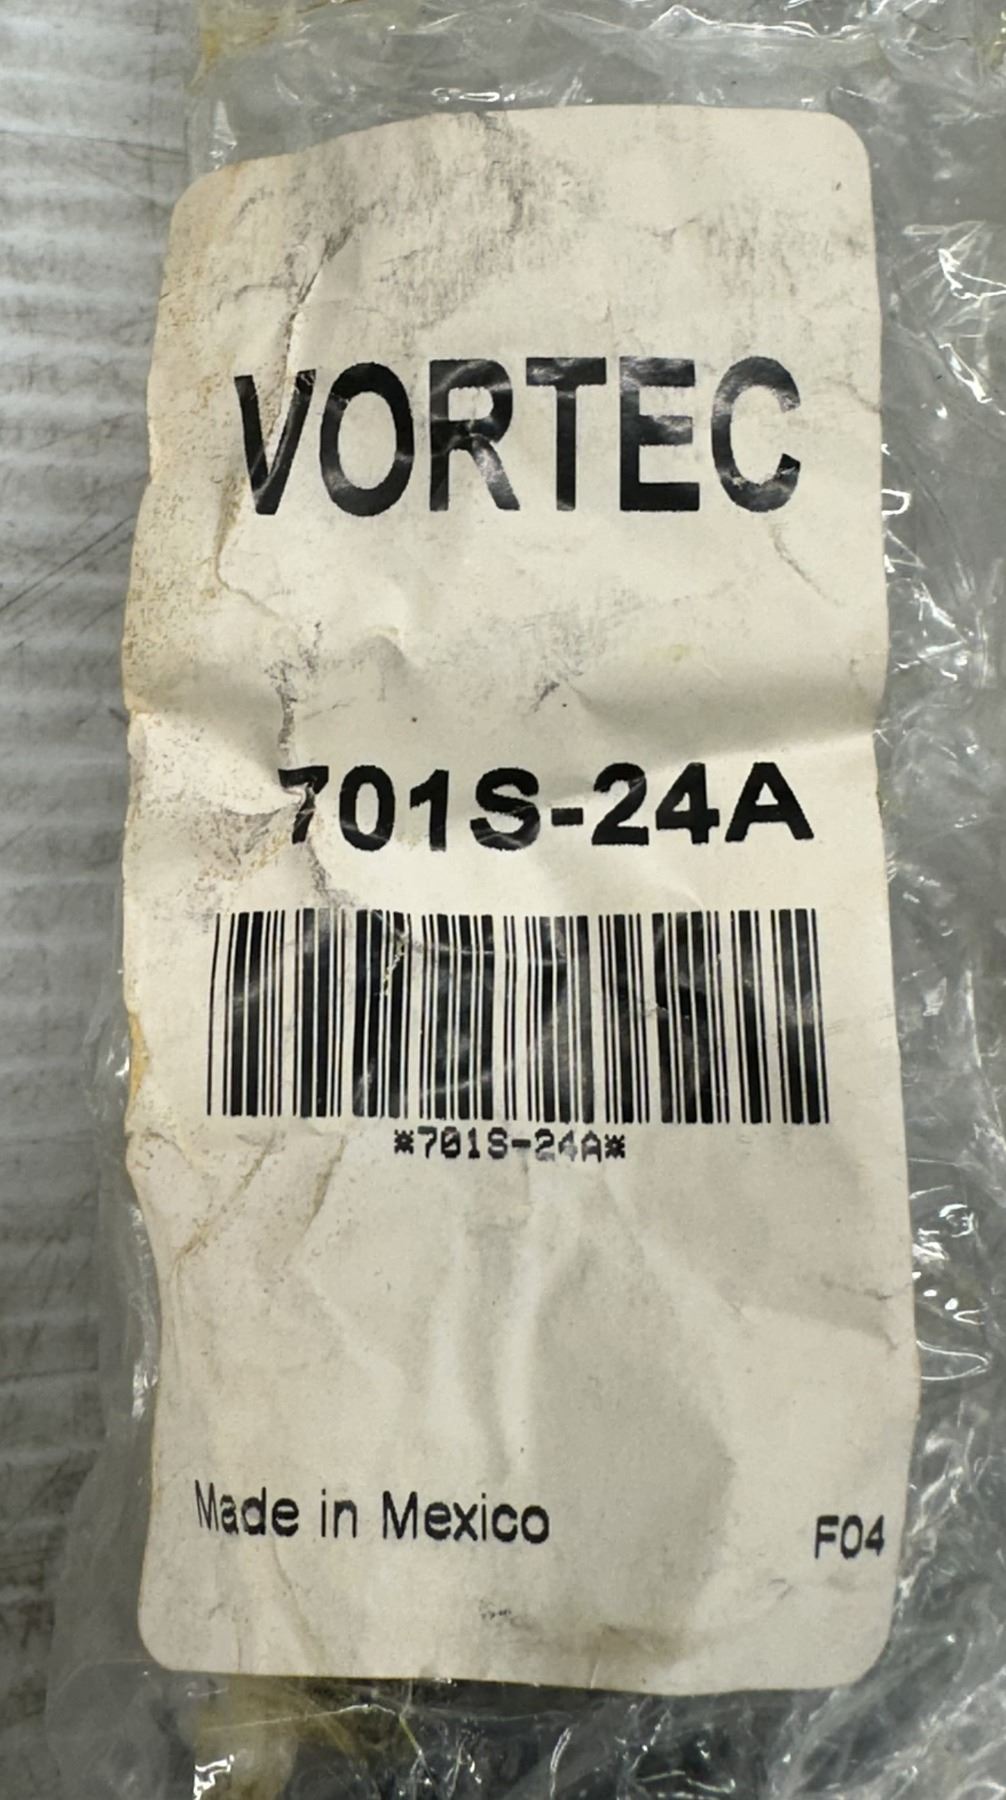 VORTEC
701S-24A
*701S-24A*
Made in Mexico F04